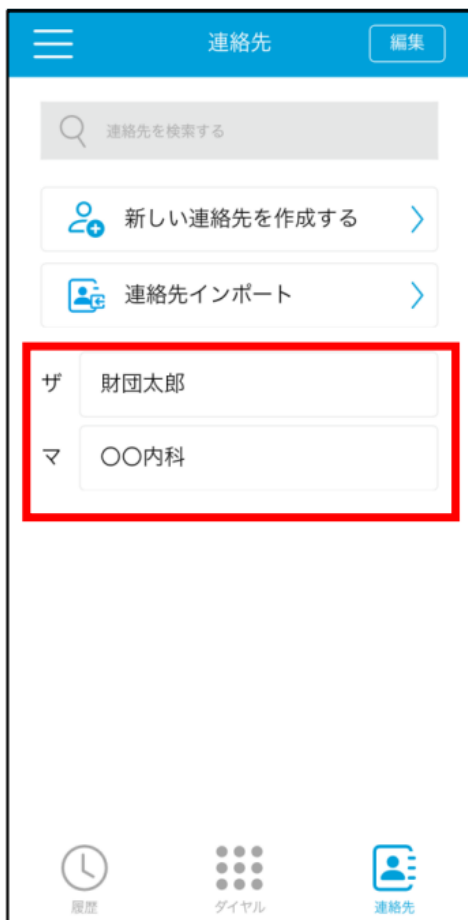 連絡先 編集
連絡先を検索する
新しい連絡先を作成する
連絡先インポート
ザ 財団太郎
マ 〇〇内科
履歴 ダイヤル 連絡先